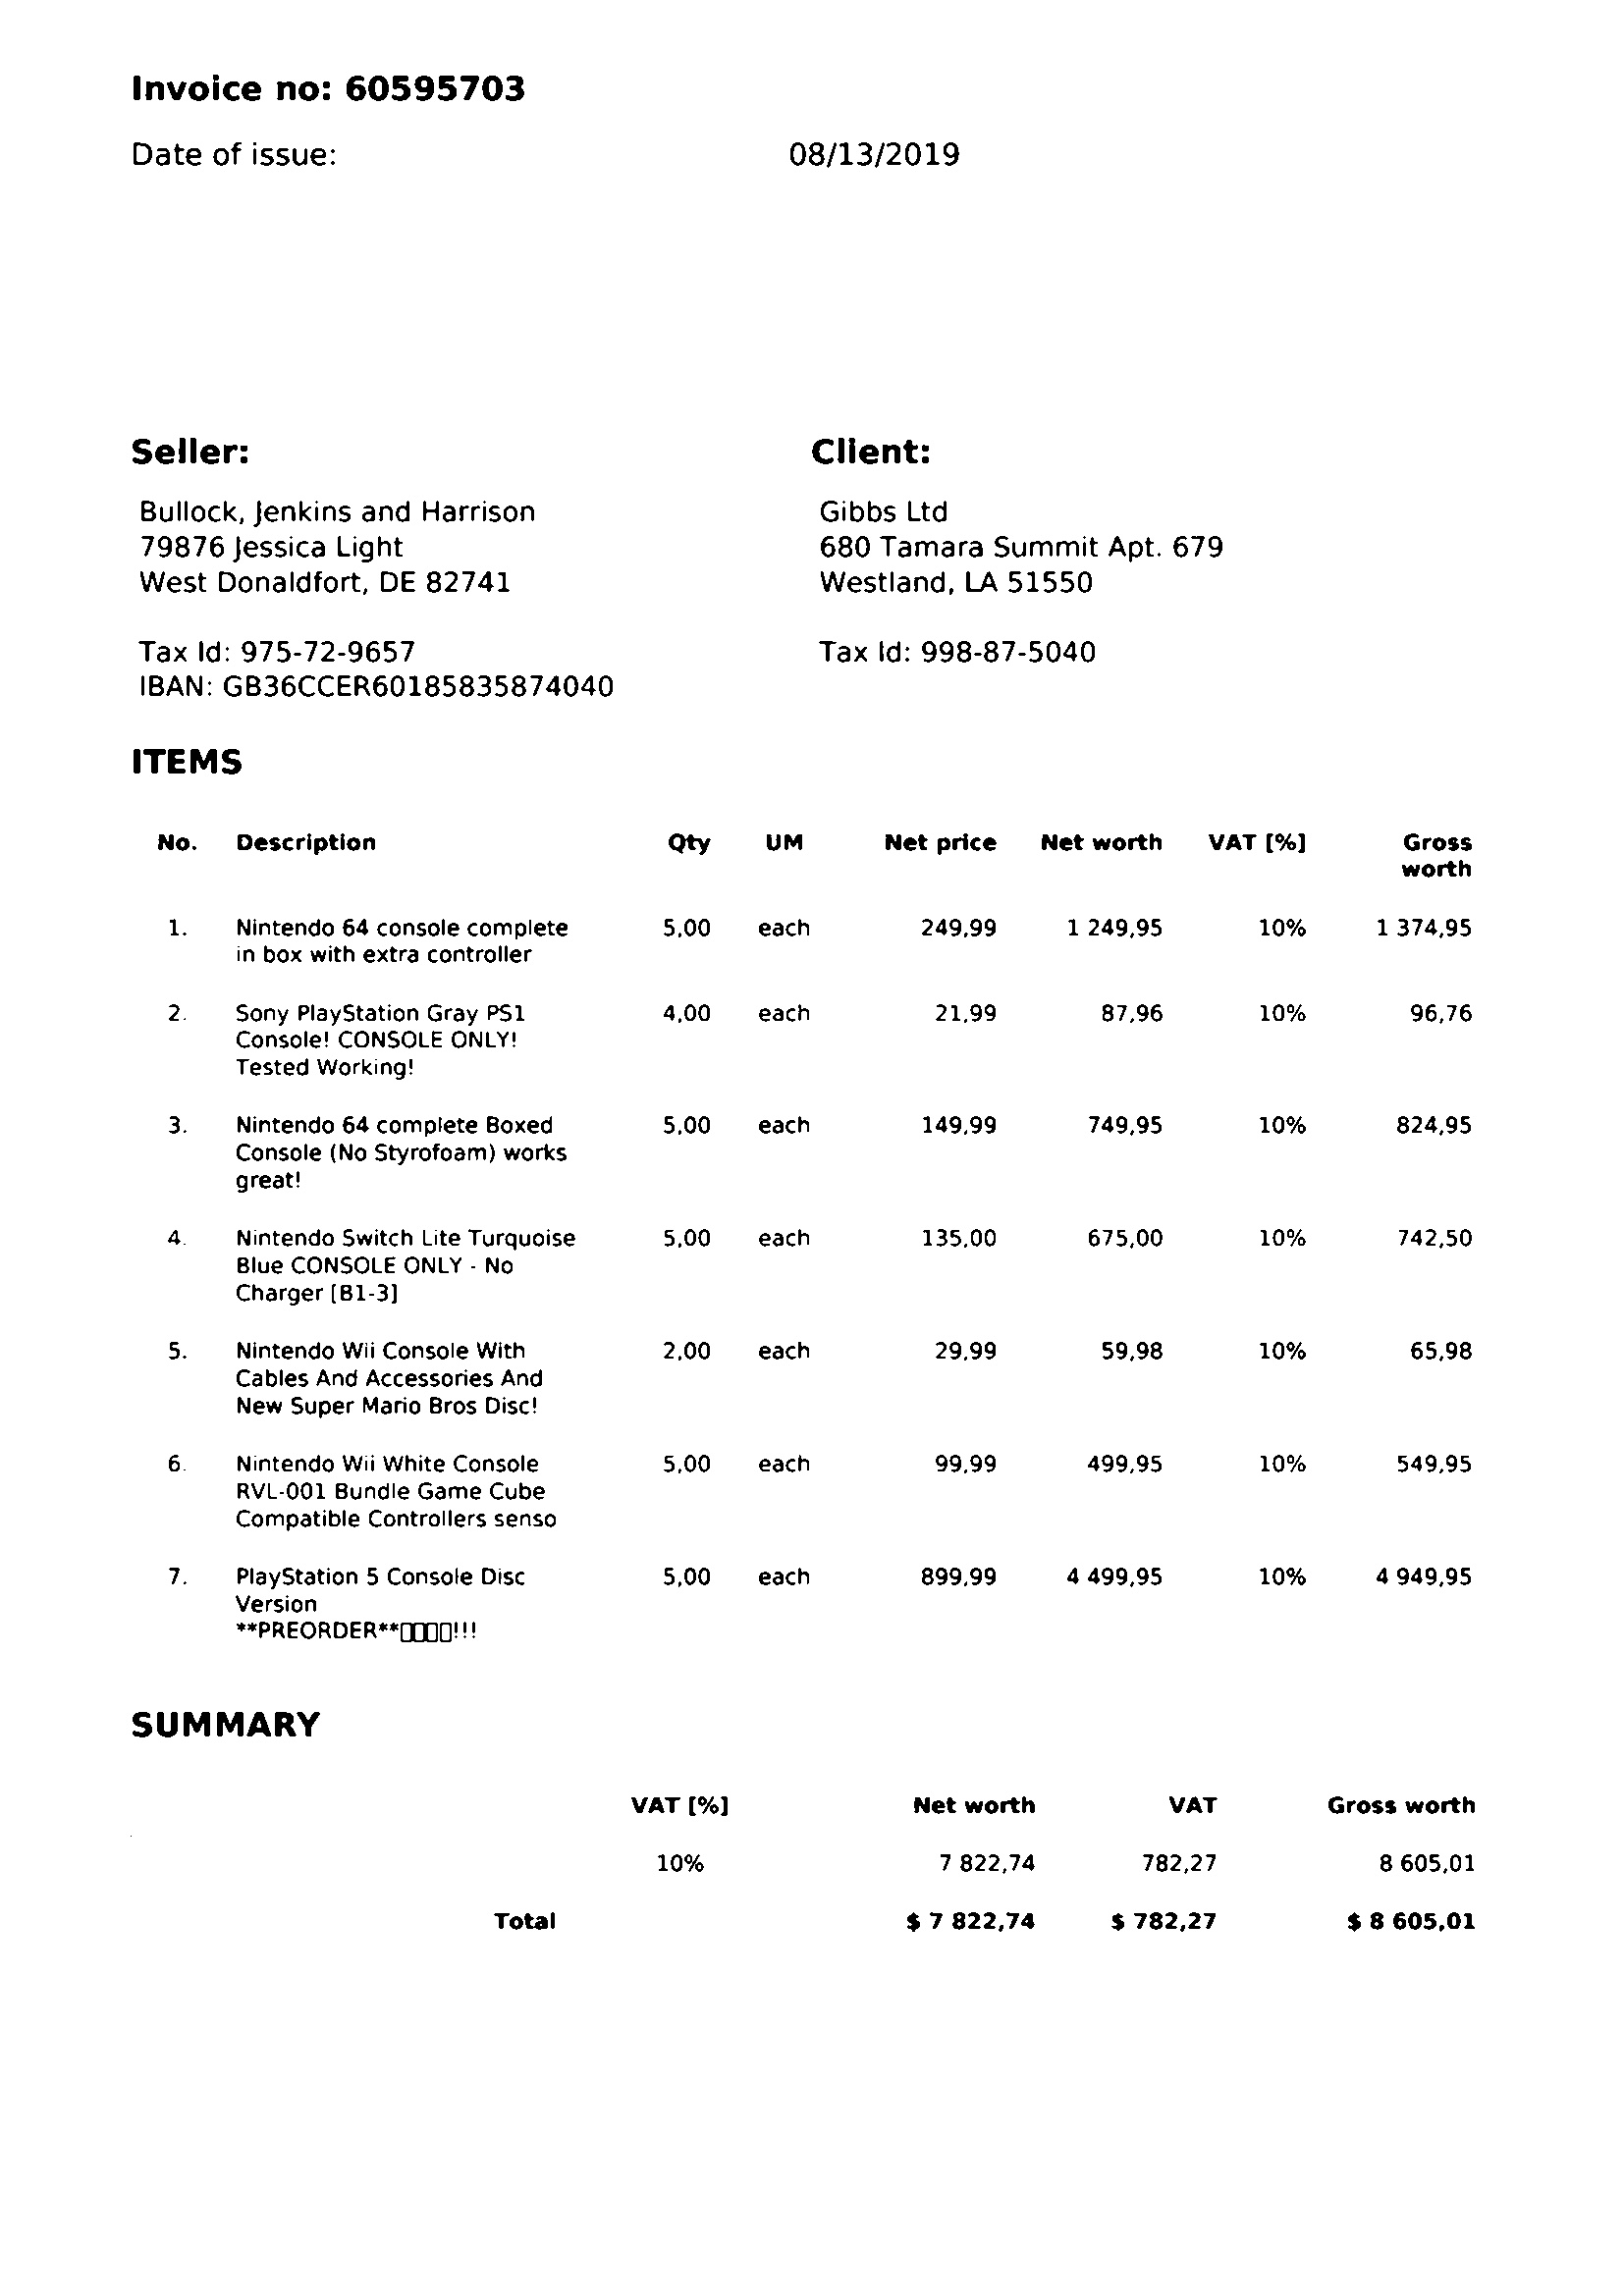 Invoice no: 60595703
Date of issue: 08/13/2019
Seller:
Bullock, Jenkins and Harrison
79876 Jessica Light
West Donaldfort, DE 82741
Tax Id: 975-72-9657
IBAN: GB36CCER60185835874040
Client:
Gibbs Ltd
680 Tamara Summit Apt. 679
Westland, LA 51550
Tax Id: 998-87-5040
ITEMS
No. Description Qty UM Net price Net worth VAT [%] Gross
worth
1. Nintendo 64 console complete 5,00 each 249,99 1 249,95 10% 1 374,95
in box with extra controller
2. Sony PlayStation Gray PS1 4,00 each 21,99 87,96 10% 96,76
Console! CONSOLE ONLY!
Tested Working!
3. Nintendo 64 complete Boxed 5,00 each 149,99 749,95 10% 824,95
Console (No Styrofoam) works
great!
4. Nintendo Switch Lite Turquoise 5,00 each 135,00 675,00 10% 742,50
Blue CONSOLE ONLY - No
Charger [B1-3]
5. Nintendo Wii Console With 2,00 each 29,99 59,98 10% 65,98
Cables And Accessories And
New Super Mario Bros Disc!
6. Nintendo Wii White Console 5,00 each 99,99 499,95 10% 549,95
RVL-001 Bundle Game Cube
Compatible Controllers senso
7. PlayStation 5 Console Disc 5,00 each 899,99 4 499,95 10% 4 949,95
Version
**PREORDER**▯▯▯▯!!!
SUMMARY
VAT [%] Net worth VAT Gross worth
10% 7 822,74 782,27 8 605,01
Total $ 7 822,74 $ 782,27 $ 8 605,01